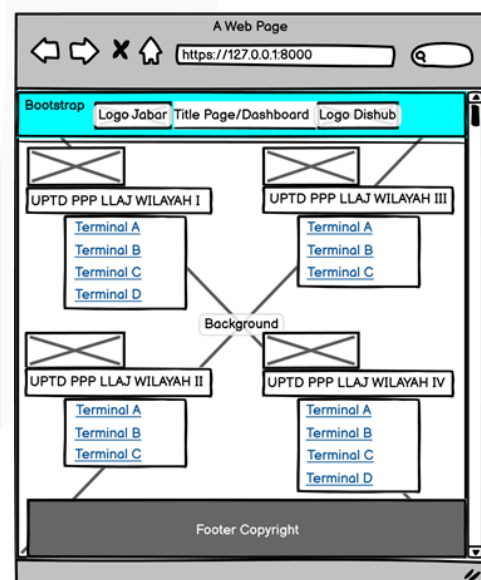 A Web Page
https://127.0.0.1:8000
Bootstrap
Logo Jabar Title Page/Dashboard Logo Dishub
UPTD PPP LLAJ WILAYAH I
Terminal A
Terminal B
Terminal C
Terminal D
UPTD PPP LLAJ WILAYAH III
Terminal A
Terminal B
Terminal C
Background
UPTD PPP LLAJ WILAYAH II
Terminal A
Terminal B
Terminal C
UPTD PPP LLAJ WILAYAH IV
Terminal A
Terminal B
Terminal C
Terminal D
Footer Copyright